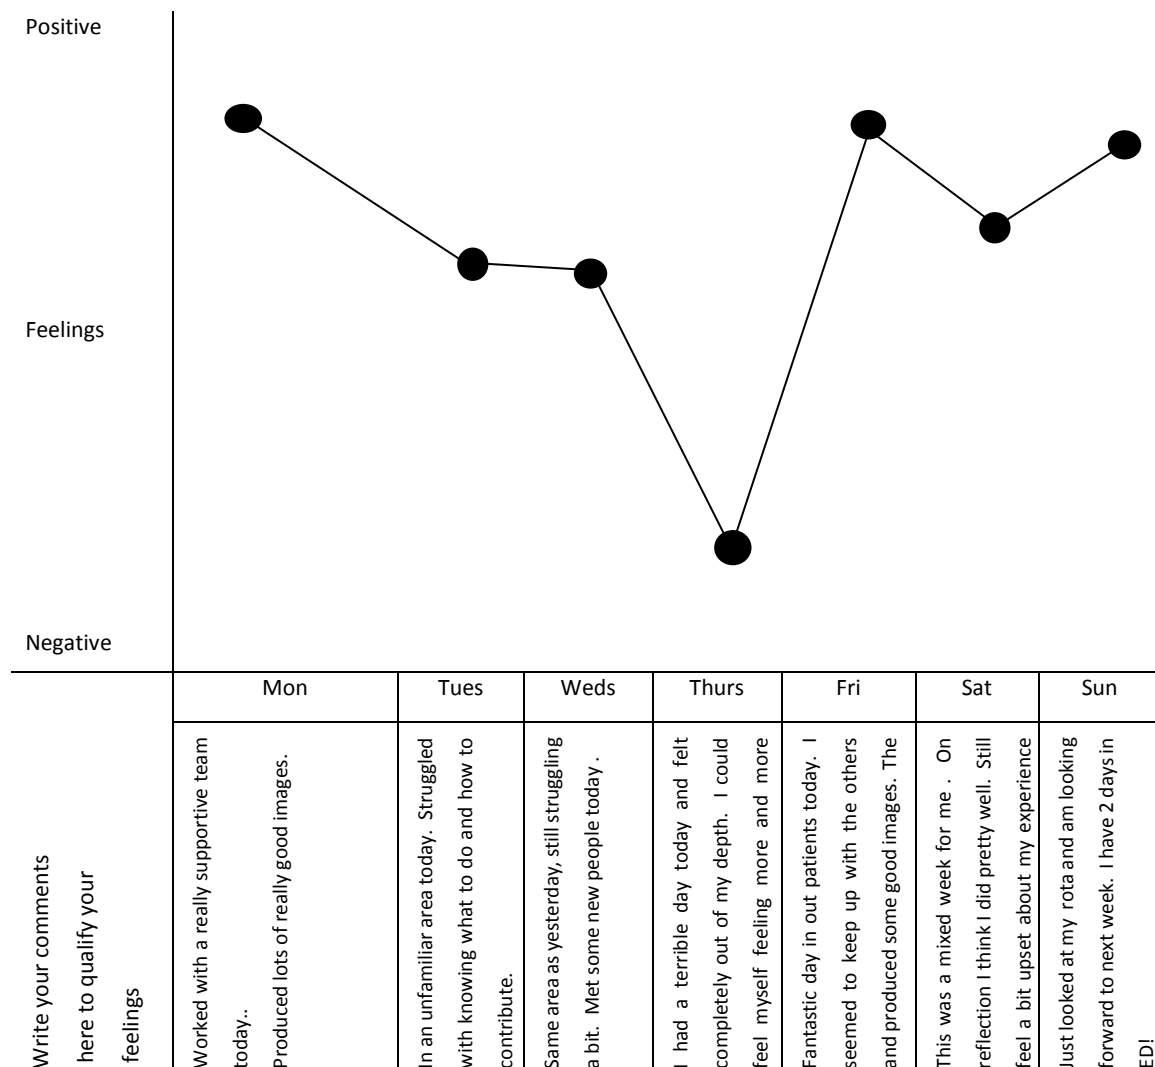 Positive
Feelings
Negative
Mon
Tues
Weds
Thurs
Fri
Sat
Sun
Write your comments
here to qualify your
feelings
Worked with a really supportive team
today..
Produced lots of really good images.
In an unfamiliar area today. Struggled
with knowing what to do and how to
contribute.
Same area as yesterday, still struggling
a bit. Met some new people today .
I had a terrible day today and felt
completely out of my depth. I could
feel myself feeling more and more
Fantastic day in out patients today. I
seemed to keep up with the others
and produced some good images. The
This was a mixed week for me . On
reflection I think I did pretty well. Still
feel a bit upset about my experience
Just looked at my rota and am looking
forward to next week. I have 2 days in
ED!